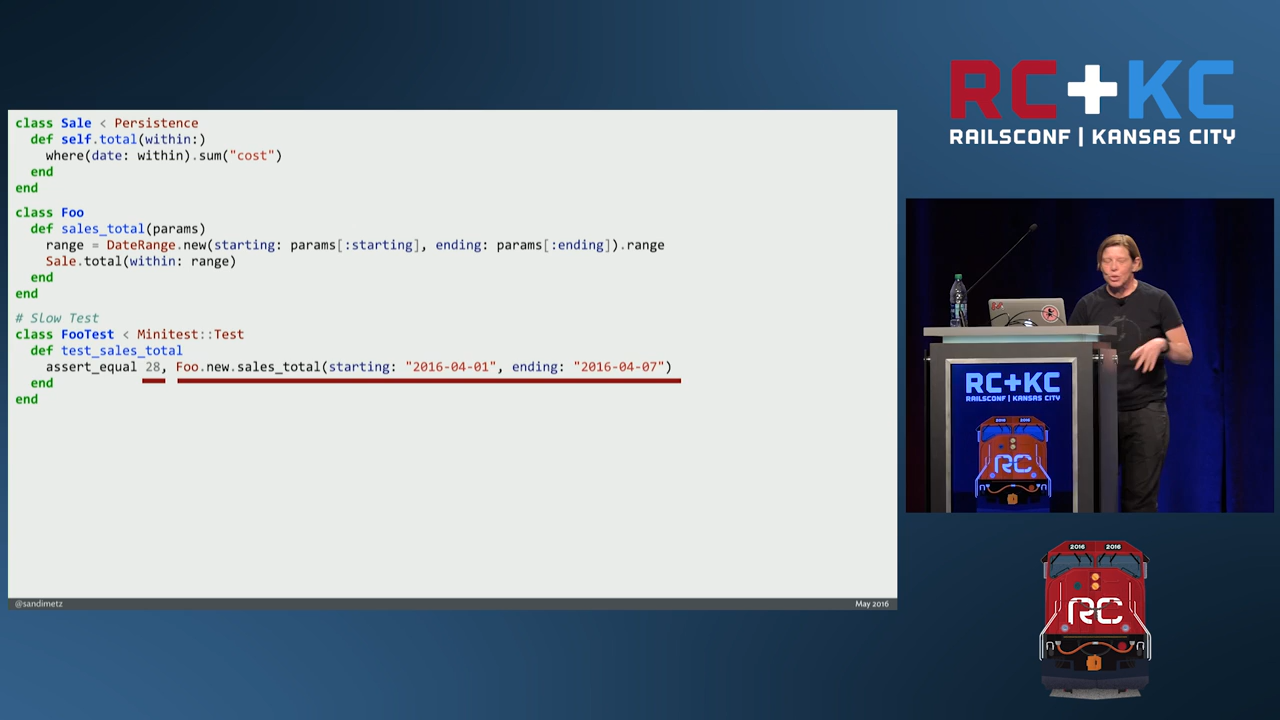 class Sale < Persistence
  def self.total(within:)
    where(date: within).sum("cost")
  end
end
class Foo
  def sales_total(params)
    range = DateRange.new(starting: params[:starting], ending: params[:ending]).range
    Sale.total(within: range)
  end
end
# Slow Test
class FooTest < Minitest::Test
  def test_sales_total
    assert_equal 28, Foo.new.sales_total(starting: "2016-04-01", ending: "2016-04-07")
  end
end
@sandimetz
May 2016
RC+KC
RAILSCONF | KANSAS CITY
RC+KC
RAILSCONF | KANSAS CITY
2016 2016
RC
2016 2016
RC